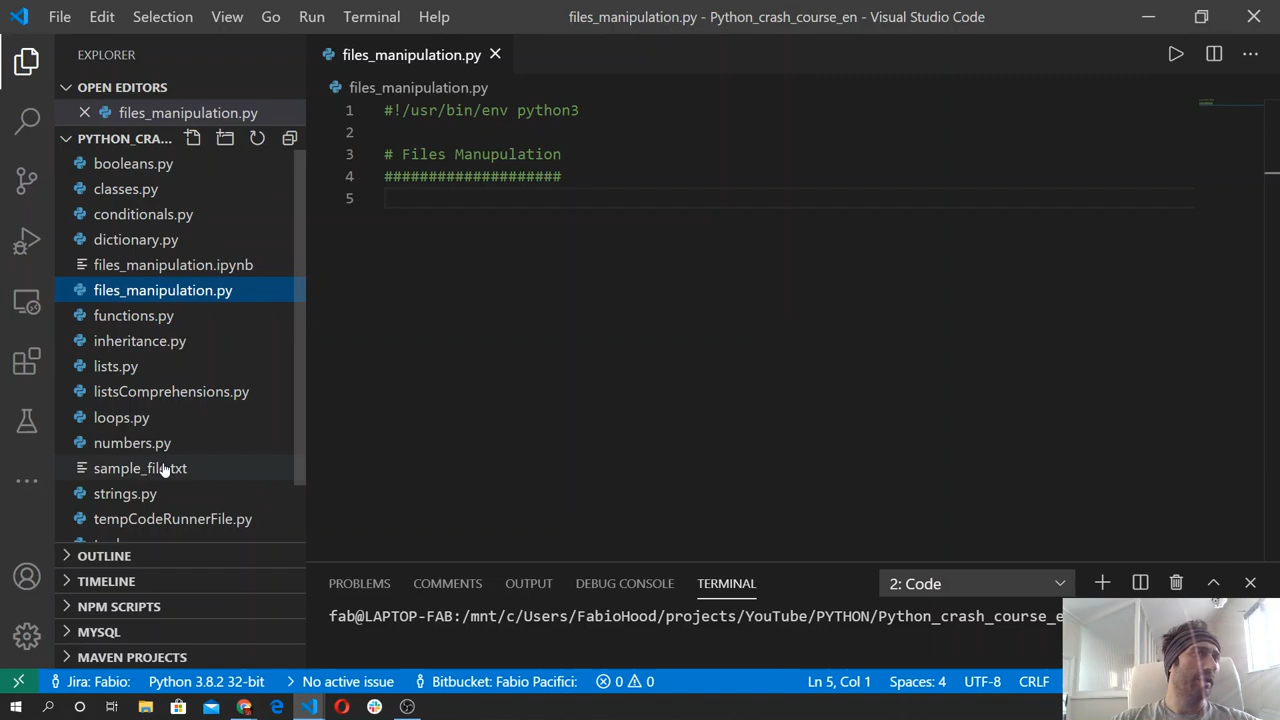 File Edit Selection View Go Run Terminal Help files_manipulation.py - Python_crash_course_en - Visual Studio Code
EXPLORER
OPEN EDITORS
files_manipulation.py
PYTHON_CRA...
booleans.py
classes.py
conditionals.py
dictionary.py
files_manipulation.ipynb
files_manipulation.py
functions.py
inheritance.py
lists.py
listsComprehensions.py
loops.py
numbers.py
sample_file.txt
strings.py
tempCodeRunnerFile.py
OUTLINE
TIMELINE
NPM SCRIPTS
MYSQL
MAVEN PROJECTS
files_manipulation.py
files_manipulation.py
1 #!/usr/bin/env python3
2
3 # Files Manupulation
4 ####################
5
PROBLEMS COMMENTS OUTPUT DEBUG CONSOLE TERMINAL 2: Code
fab@LAPTOP-FAB:/mnt/c/Users/FabioHood/projects/YouTube/PYTHON/Python_crash_course_e
Jira: Fabio: Python 3.8.2 32-bit No active issue Bitbucket: Fabio Pacifici: 0 0 Ln 5, Col 1 Spaces: 4 UTF-8 CRLF